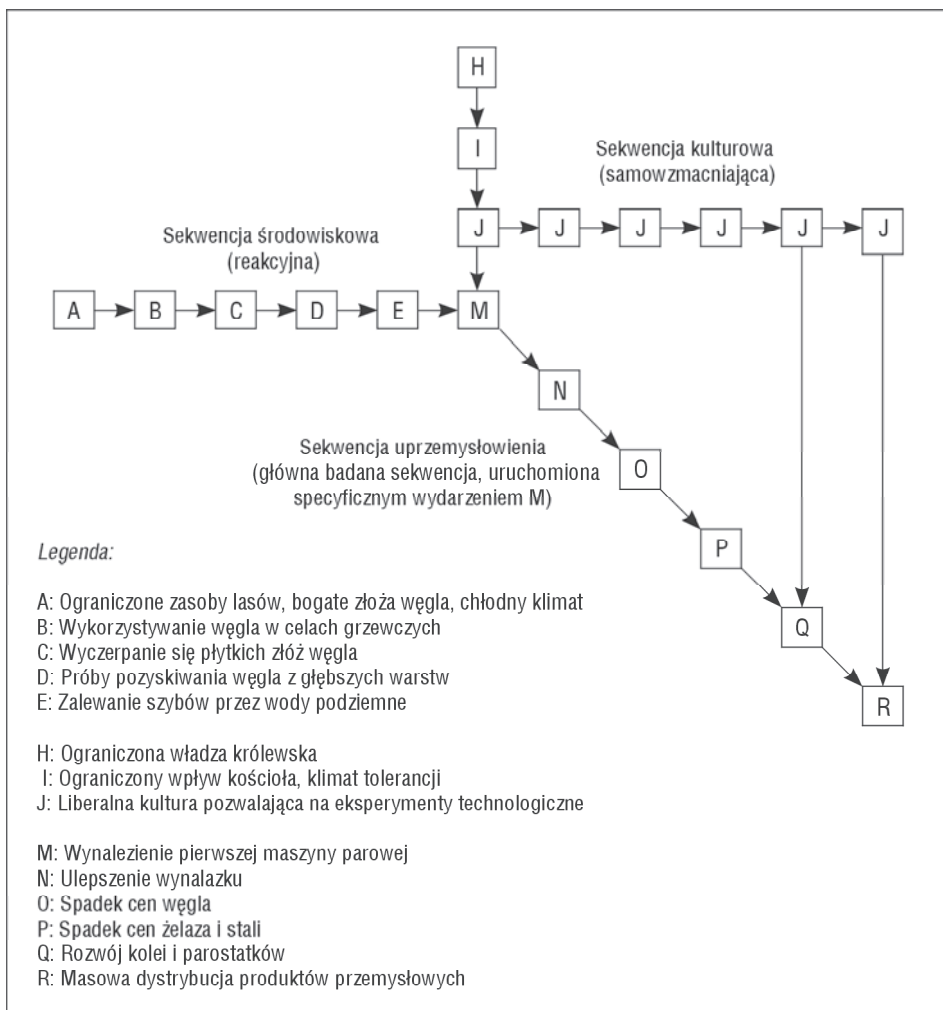 H
I
Sekwencja kulturowa
(samowzmacniająca)
J J J J J J
Sekwencja środowiskowa
(reakcyjna)
A B C D E M
N
Sekwencja uprzemysłowienia
(główna badana sekwencja, uruchomiona
specyficznym wydarzeniem M)
O
P
Q
R
Legenda:
A: Ograniczone zasoby lasów, bogate złoża węgla, chłodny klimat
B: Wykorzystywanie węgla w celach grzewczych
C: Wyczerpanie się płytkich złóż węgla
D: Próby pozyskiwania węgla z głębszych warstw
E: Zalewanie szybów przez wody podziemne
H: Ograniczona władza królewska
I: Ograniczony wpływ kościoła, klimat tolerancji
J: Liberalna kultura pozwalająca na eksperymenty technologiczne
M: Wynalezienie pierwszej maszyny parowej
N: Ulepszenie wynalazku
O: Spadek cen węgla
P: Spadek cen żelaza i stali
Q: Rozwój kolei i parostatków
R: Masowa dystrybucja produktów przemysłowych